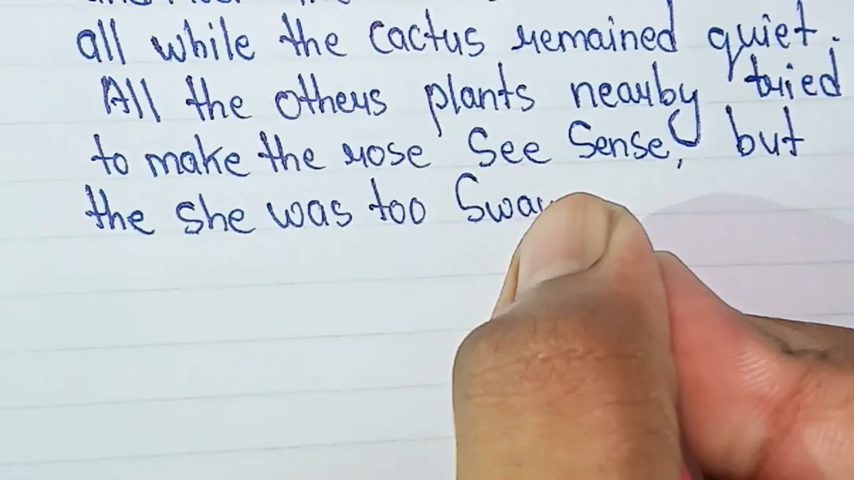 all while the cactus remained quiet.
All the others plants nearby tried
to make the rose See Sense, but
the she was too